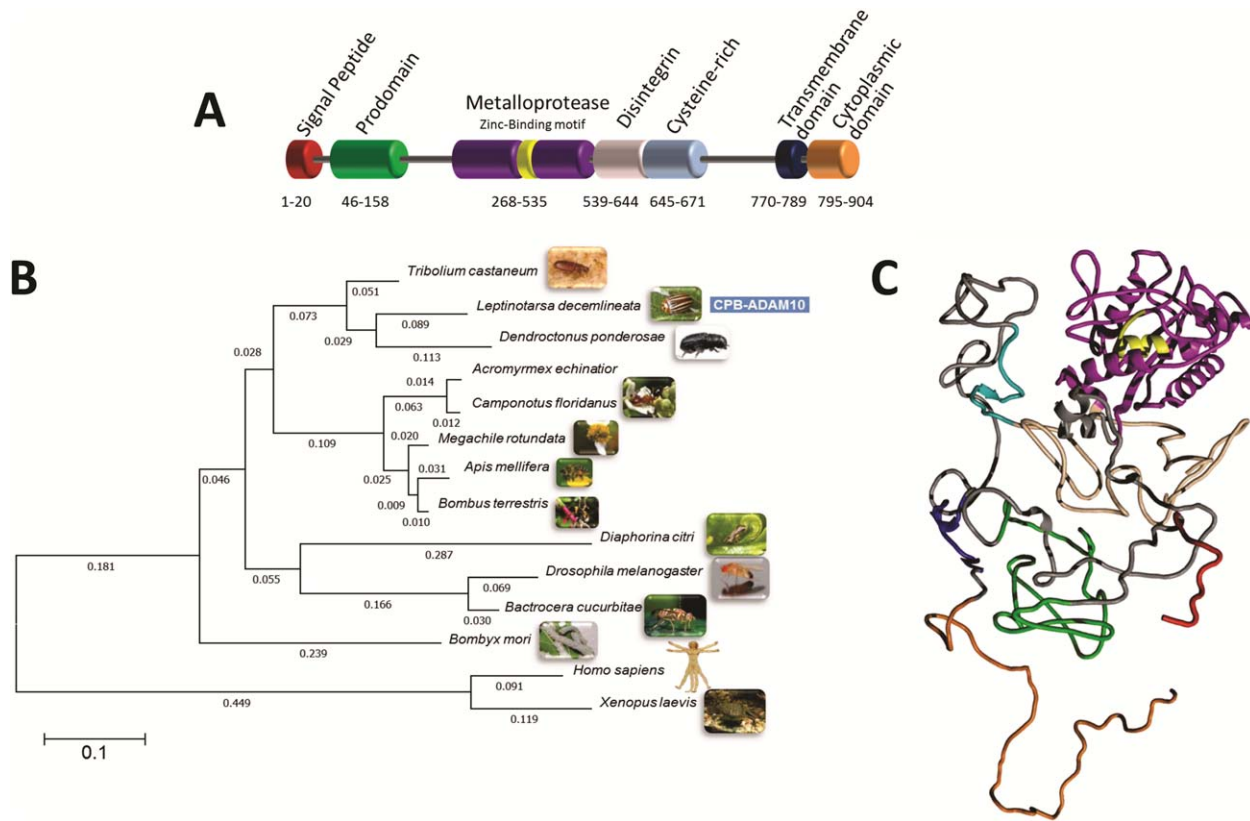 A
Signal Peptide
Prodomain
Metalloprotease
Zinc-Binding motif
Disintegrin
Cysteine-rich
Transmembrane
domain
Cytoplasmic
domain
1-20
46-158
268-535
539-644
645-671
770-789
795-904
B
Tribolium castaneum
0.051
0.073
Leptinotarsa decemlineata
CPB-ADAM10
0.089
0.029
Dendroctonus ponderosae
0.113
0.028
Acromyrmex echinatior
0.014
0.063
Camponotus floridanus
0.012
0.109
0.020
Megachile rotundata
0.025
Apis mellifera
0.031
0.009
Bombus terrestris
0.010
0.046
Diaphorina citri
0.287
0.055
Drosophila melanogaster
0.069
0.166
Bactrocera cucurbitae
0.030
0.181
Bombyx mori
0.239
Homo sapiens
0.091
0.449
Xenopus laevis
0.119
0.1
C